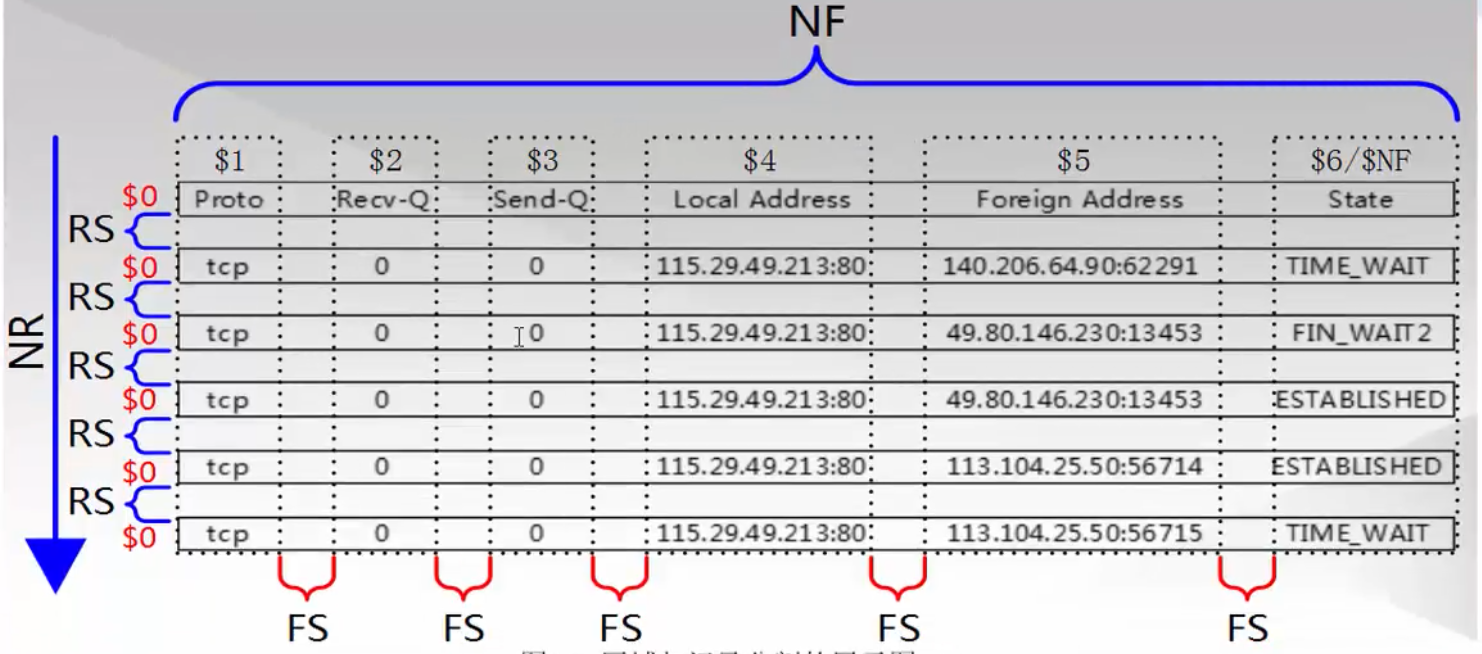 NF
$1 $2 $3 $4 $5 $6/$NF
$0 Proto Recv-Q Send-Q Local Address Foreign Address State
RS
$0 tcp 0 0 115.29.49.213:80 140.206.64.90:62291 TIME_WAIT
RS
$0 tcp 0 0 115.29.49.213:80 49.80.146.230:13453 FIN_WAIT2
NR
RS
$0 tcp 0 0 115.29.49.213:80 49.80.146.230:13453 ESTABLISHED
RS
$0 tcp 0 0 115.29.49.213:80 113.104.25.50:56714 ESTABLISHED
RS
$0 tcp 0 0 115.29.49.213:80 113.104.25.50:56715 TIME_WAIT
FS FS FS FS FS